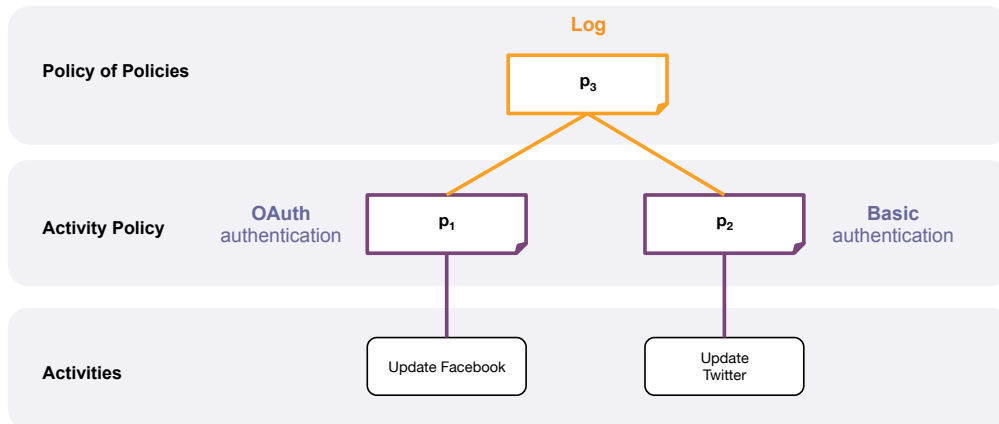 Log
Policy of Policies
p₃
OAuth
authentication
Activity Policy
p₁
p₂
Basic
authentication
Activities
Update Facebook
Update
Twitter